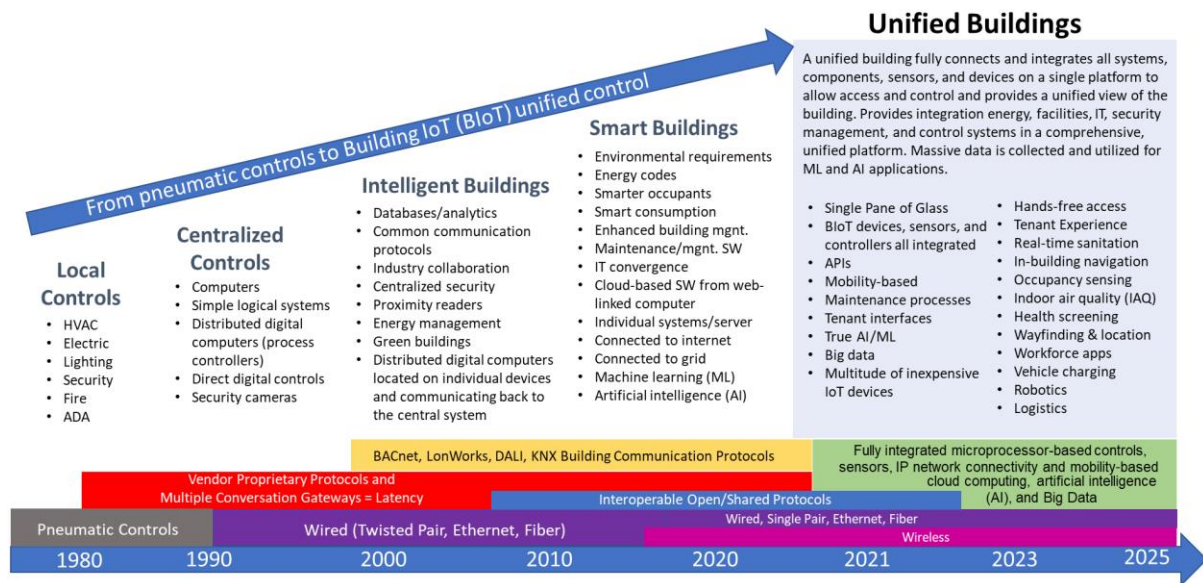 Unified Buildings
A unified building fully connects and integrates all systems,
components, sensors, and devices on a single platform to
allow access and control and provides a unified view of the
building. Provides integration energy, facilities, IT, security
management, and control systems in a comprehensive,
unified platform. Massive data is collected and utilized for
ML and AI applications.
• Single Pane of Glass
• BIoT devices, sensors, and
controllers all integrated
• APIs
• Mobility-based
• Maintenance processes
• Tenant interfaces
• True AI/ML
• Big data
• Multitude of inexpensive
IoT devices
• Hands-free access
• Tenant Experience
• Real-time sanitation
• In-building navigation
• Occupancy sensing
• Indoor air quality (IAQ)
• Health screening
• Wayfinding & location
• Workforce apps
• Vehicle charging
• Robotics
• Logistics
From pneumatic controls to Building IoT (BIoT) unified control
Local
Controls
• HVAC
• Electric
• Lighting
• Security
• Fire
• ADA
Centralized
Controls
• Computers
• Simple logical systems
• Distributed digital
computers (process
controllers)
• Direct digital controls
• Security cameras
Intelligent Buildings
• Databases/analytics
• Common communication
protocols
• Industry collaboration
• Centralized security
• Proximity readers
• Energy management
• Green buildings
• Distributed digital computers
located on individual devices
and communicating back to
the central system
Smart Buildings
• Environmental requirements
• Energy codes
• Smarter occupants
• Smart consumption
• Enhanced building mgnt.
• Maintenance/mgnt. SW
• IT convergence
• Cloud-based SW from web-
linked computer
• Individual systems/server
• Connected to internet
• Connected to grid
• Machine learning (ML)
• Artificial intelligence (AI)
BACnet, LonWorks, DALI, KNX Building Communication Protocols
Fully integrated microprocessor-based controls,
sensors, IP network connectivity and mobility-based
cloud computing, artificial intelligence
(AI), and Big Data
Vendor Proprietary Protocols and
Multiple Conversation Gateways = Latency
Interoperable Open/Shared Protocols
Pneumatic Controls
Wired (Twisted Pair, Ethernet, Fiber)
Wired, Single Pair, Ethernet, Fiber
Wireless
1980 1990 2000 2010 2020 2021 2023 2025